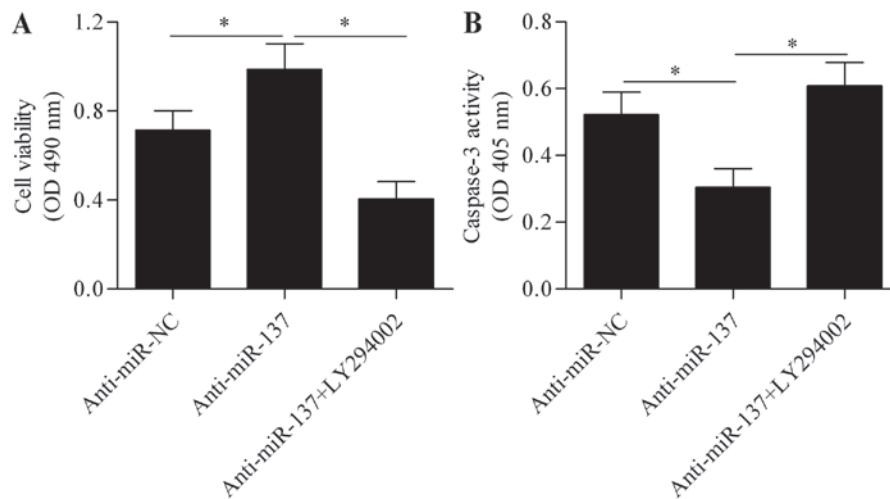 A
Cell viability
(OD 490 nm)
1.2
0.8
0.4
0.0
*
*
Anti-miR-NC
Anti-miR-137
Anti-miR-137+LY294002
B
Caspase-3 activity
(OD 405 nm)
0.8
0.6
0.4
0.2
0.0
*
*
Anti-miR-NC
Anti-miR-137
Anti-miR-137+LY294002